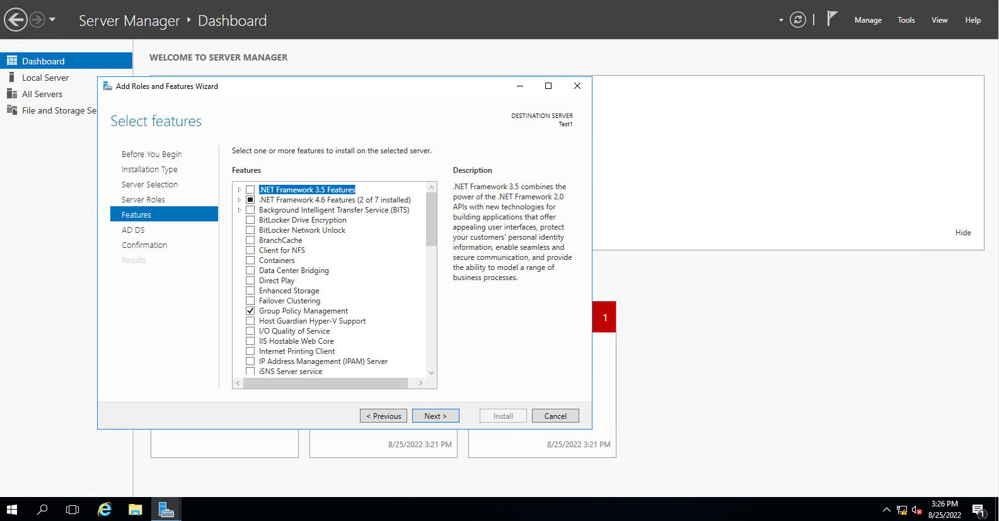 Server Manager ‣ Dashboard
Manage
Tools
View
Help
Dashboard
Local Server
All Servers
File and Storage Se
WELCOME TO SERVER MANAGER
Hide
Add Roles and Features Wizard
Select features
DESTINATION SERVER
Test1
Before You Begin
Installation Type
Server Selection
Server Roles
Features
AD DS
Confirmation
Results
Select one or more features to install on the selected server.
Features
.NET Framework 3.5 Features
.NET Framework 4.6 Features (2 of 7 installed)
Background Intelligent Transfer Service (BITS)
BitLocker Drive Encryption
BitLocker Network Unlock
BranchCache
Client for NFS
Containers
Data Center Bridging
Direct Play
Enhanced Storage
Failover Clustering
Group Policy Management
Host Guardian Hyper-V Support
I/O Quality of Service
IIS Hostable Web Core
Internet Printing Client
IP Address Management (IPAM) Server
iSNS Server service
Description
.NET Framework 3.5 combines the
power of the .NET Framework 2.0
APIs with new technologies for
building applications that offer
appealing user interfaces, protect
your customers' personal identity
information, enable seamless and
secure communication, and provide
the ability to model a range of
business processes.
< Previous
Next >
Install
Cancel
1
8/25/2022 3:21 PM
8/25/2022 3:21 PM
3:26 PM
8/25/2022
1